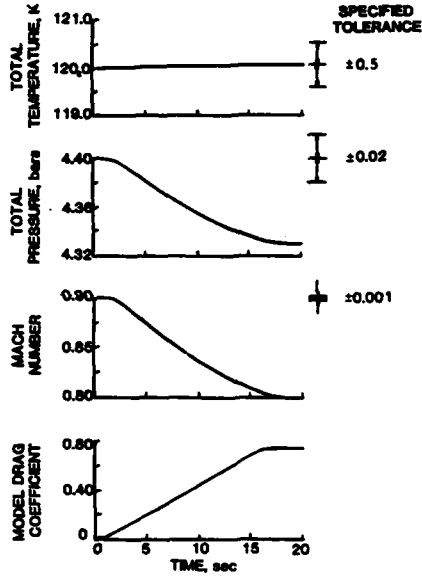 SPECIFIED
TOLERANCE
TOTAL
TEMPERATURE, K
121.0
120.0
119.0
±0.5
TOTAL
PRESSURE, bars
4.40
4.36
4.32
±0.02
MACH
NUMBER
0.90
0.85
0.80
±0.001
MODEL DRAG
COEFFICIENT
0.80
0.40
0
0 5 10 15 20
TIME, sec